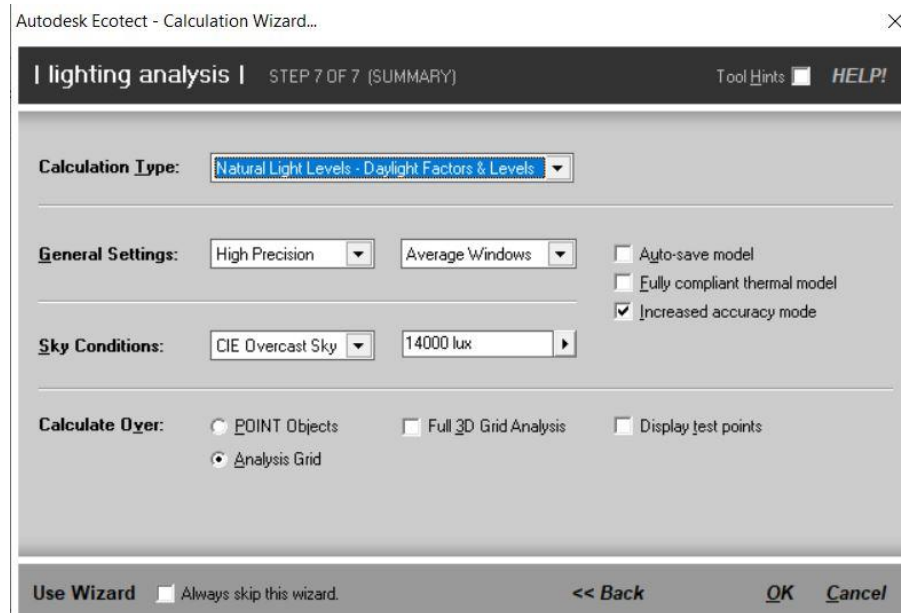 Autodesk Ecotect - Calculation Wizard...
| lighting analysis | STEP 7 OF 7 (SUMMARY) Tool Hints HELP!
Calculation Type: Natural Light Levels - Daylight Factors & Levels
General Settings: High Precision Average Windows Auto-save model
Fully compliant thermal model
Increased accuracy mode
Sky Conditions: CIE Overcast Sky 14000 lux
Calculate Over: POINT Objects Full 3D Grid Analysis Display test points
Analysis Grid
Use Wizard Always skip this wizard. << Back OK Cancel